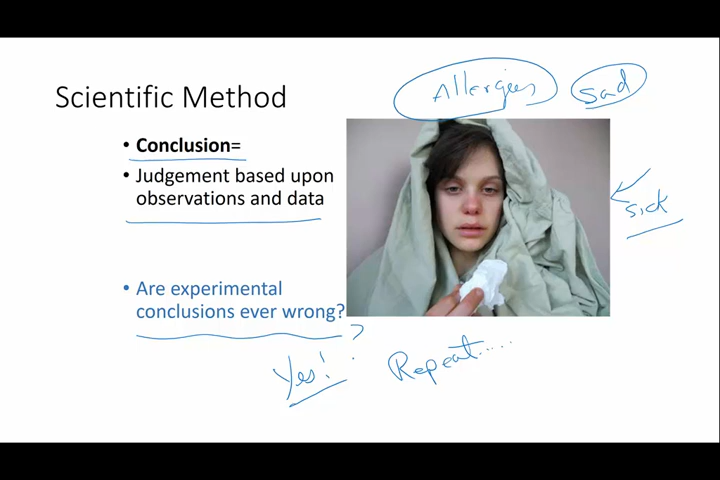 Scientific Method
Allergies
Sad
• Conclusion=
• Judgement based upon
observations and data
sick
• Are experimental
conclusions ever wrong?
?
Yes!
Repeat.....